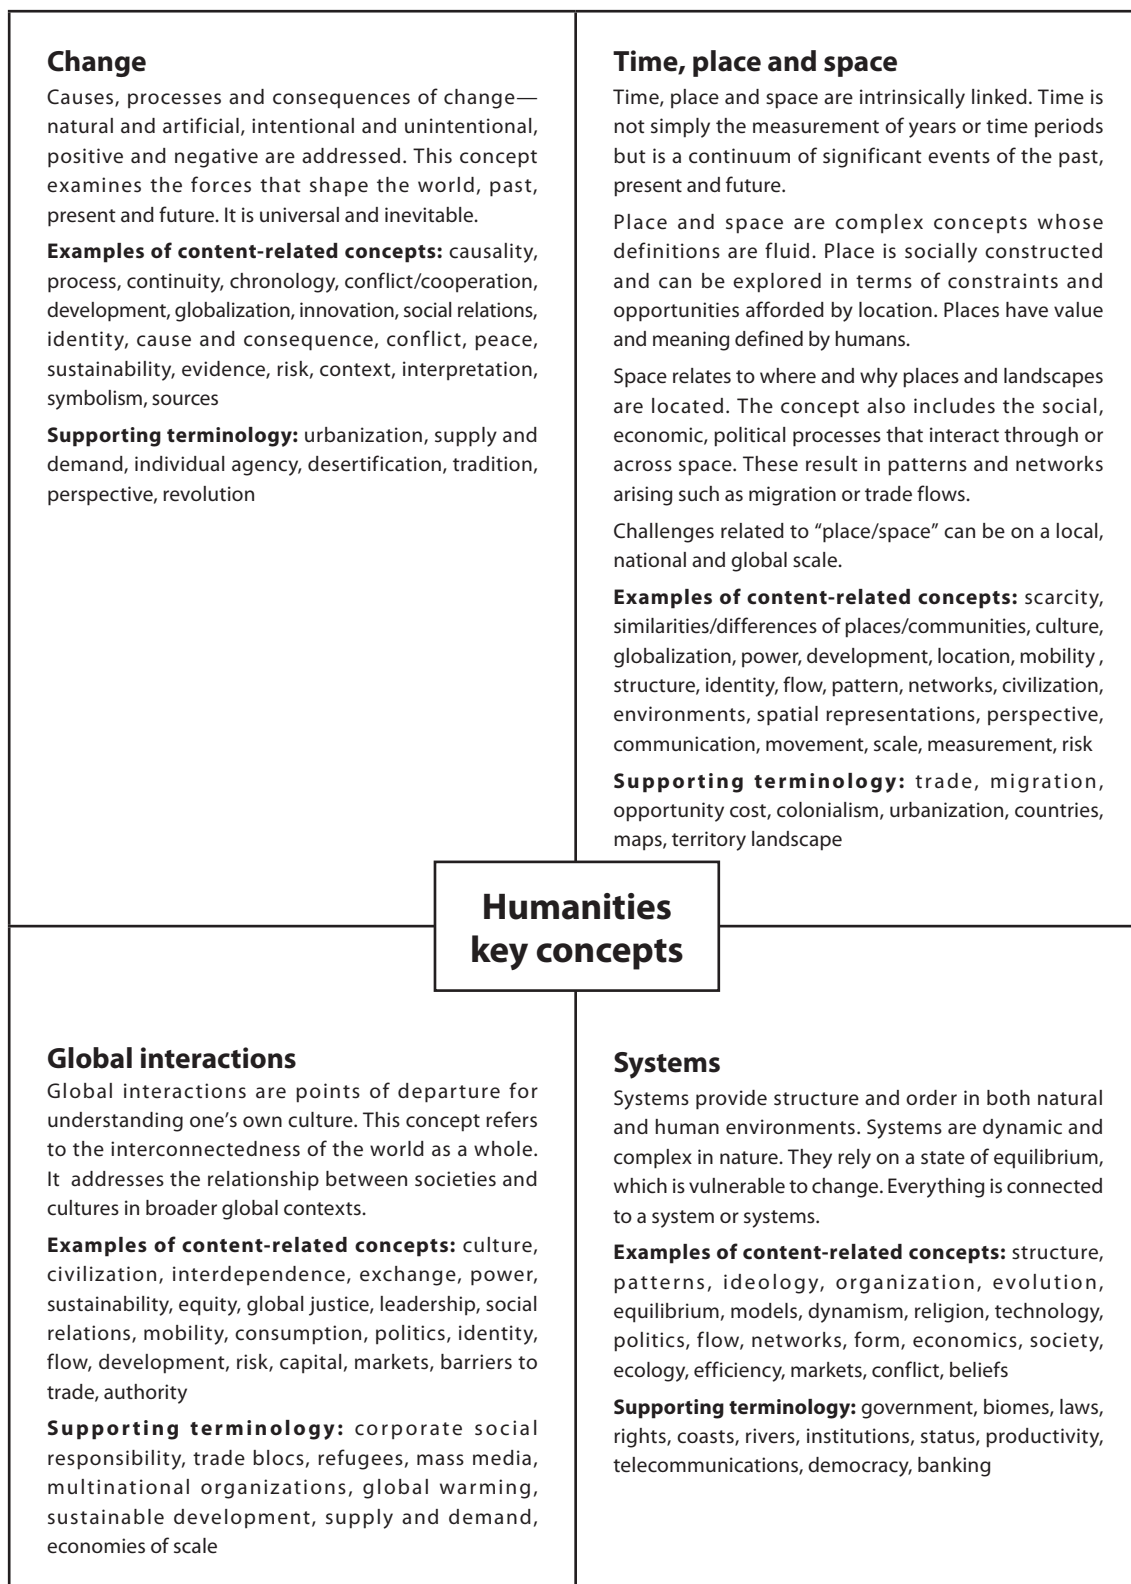 Change
Causes, processes and consequences of change—
natural and artificial, intentional and unintentional,
positive and negative are addressed. This concept
examines the forces that shape the world, past,
present and future. It is universal and inevitable.
Examples of content-related concepts: causality,
process, continuity, chronology, conflict/cooperation,
development, globalization, innovation, social relations,
identity, cause and consequence, conflict, peace,
sustainability, evidence, risk, context, interpretation,
symbolism, sources
Supporting terminology: urbanization, supply and
demand, individual agency, desertification, tradition,
perspective, revolution
Time, place and space
Time, place and space are intrinsically linked. Time is
not simply the measurement of years or time periods
but is a continuum of significant events of the past,
present and future.
Place and space are complex concepts whose
definitions are fluid. Place is socially constructed
and can be explored in terms of constraints and
opportunities afforded by location. Places have value
and meaning defined by humans.
Space relates to where and why places and landscapes
are located. The concept also includes the social,
economic, political processes that interact through or
across space. These result in patterns and networks
arising such as migration or trade flows.
Challenges related to “place/space” can be on a local,
national and global scale.
Examples of content-related concepts: scarcity,
similarities/differences of places/communities, culture,
globalization, power, development, location, mobility ,
structure, identity, flow, pattern, networks, civilization,
environments, spatial representations, perspective,
communication, movement, scale, measurement, risk
Supporting terminology: trade, migration,
opportunity cost, colonialism, urbanization, countries,
maps, territory landscape
Humanities
key concepts
Global interactions
Global interactions are points of departure for
understanding one’s own culture. This concept refers
to the interconnectedness of the world as a whole.
It addresses the relationship between societies and
cultures in broader global contexts.
Examples of content-related concepts: culture,
civilization, interdependence, exchange, power,
sustainability, equity, global justice, leadership, social
relations, mobility, consumption, politics, identity,
flow, development, risk, capital, markets, barriers to
trade, authority
Supporting terminology: corporate social
responsibility, trade blocs, refugees, mass media,
multinational organizations, global warming,
sustainable development, supply and demand,
economies of scale
Systems
Systems provide structure and order in both natural
and human environments. Systems are dynamic and
complex in nature. They rely on a state of equilibrium,
which is vulnerable to change. Everything is connected
to a system or systems.
Examples of content-related concepts: structure,
patterns, ideology, organization, evolution,
equilibrium, models, dynamism, religion, technology,
politics, flow, networks, form, economics, society,
ecology, efficiency, markets, conflict, beliefs
Supporting terminology: government, biomes, laws,
rights, coasts, rivers, institutions, status, productivity,
telecommunications, democracy, banking